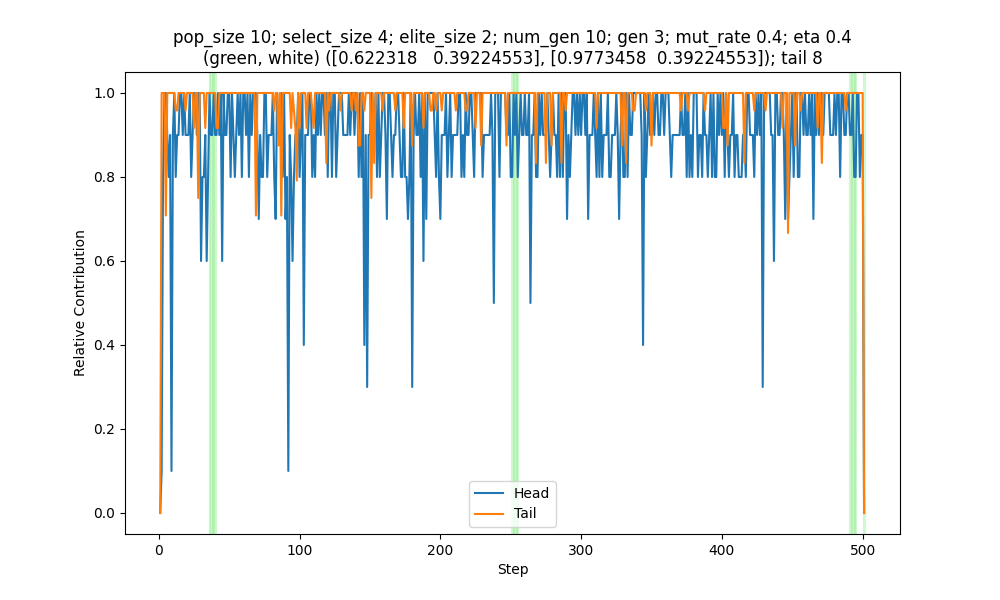 pop_size 10; select_size 4; elite_size 2; num_gen 10; gen 3; mut_rate 0.4; eta 0.4
(green, white) ([0.622318   0.39224553], [0.9773458  0.39224553]); tail 8
Relative Contribution
1.0
0.8
0.6
0.4
0.2
0.0
Head
Tail
0
100
200
300
400
500
Step